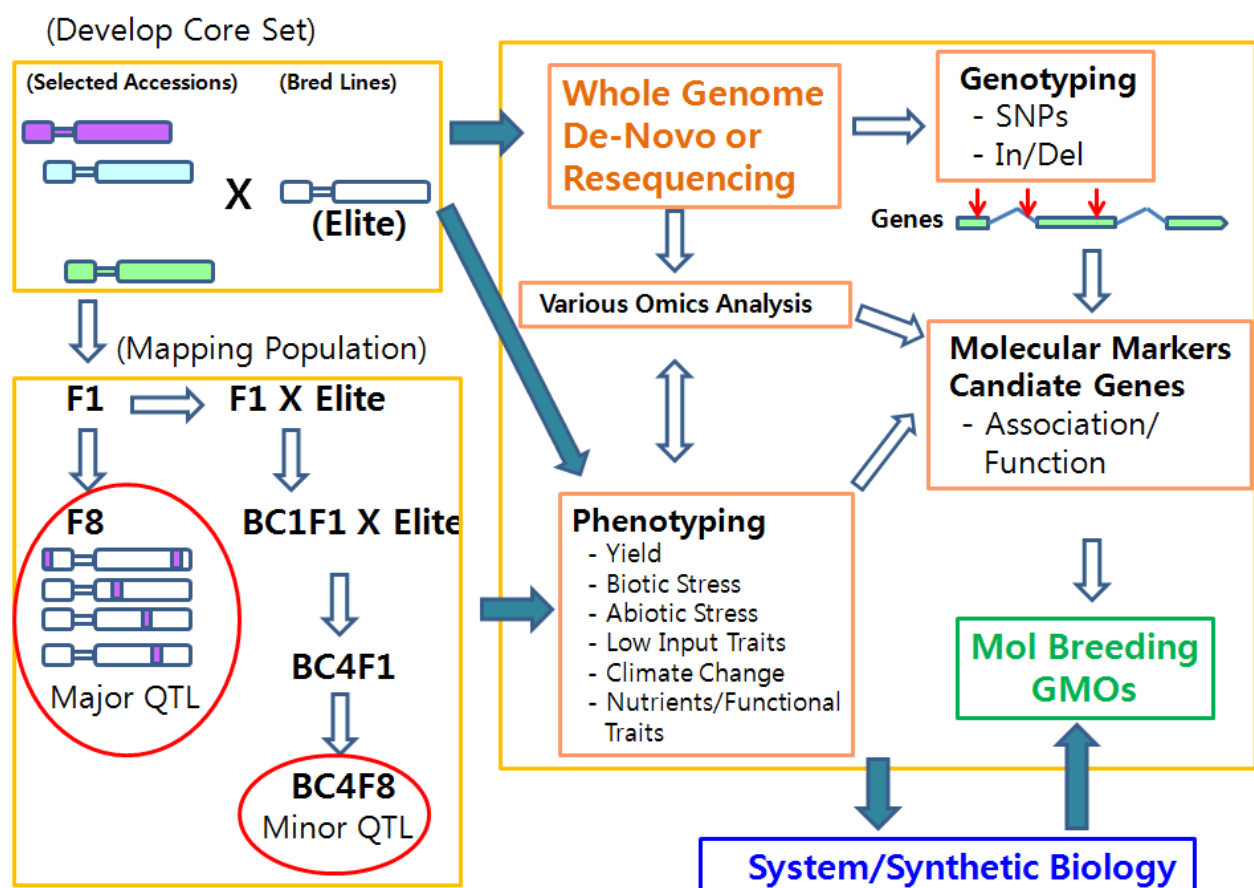 (Develop Core Set)
(Selected Accessions)
(Bred Lines)
X
(Elite)
(Mapping Population)
F1
F1 X Elite
F8
Major QTL
BC1F1 X Elite
BC4F1
BC4F8
Minor QTL
Whole Genome
De-Novo or
Resequencing
Genotyping
- SNPs
- In/Del
Genes
Various Omics Analysis
Molecular Markers
Candiate Genes
- Association/
Function
Phenotyping
- Yield
- Biotic Stress
- Abiotic Stress
- Low Input Traits
- Climate Change
- Nutrients/Functional
Traits
Mol Breeding
GMOs
System/Synthetic Biology